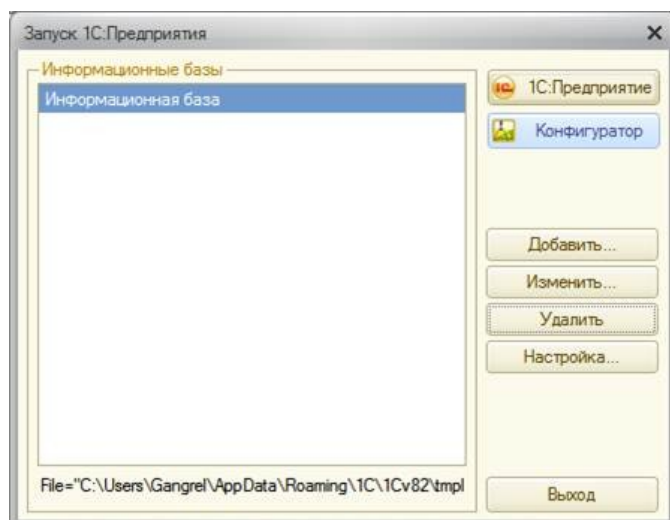 Запуск 1С:Предприятия
Информационные базы
Информационная база
1С:Предприятие
Конфигуратор
Добавить...
Изменить...
Удалить
Настройка...
File="C:\Users\Gangrel\AppData\Roaming\1C\1Cv82\tmpl
Выход